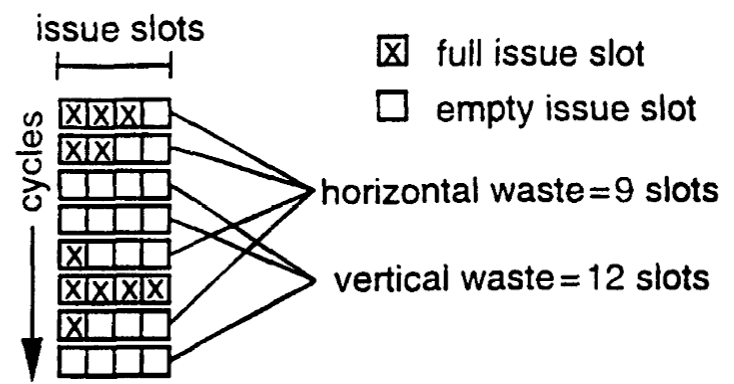 issue slots
X full issue slot
empty issue slot
cycles
X X X
X X
X
X X X X
X
horizontal waste=9 slots
vertical waste=12 slots